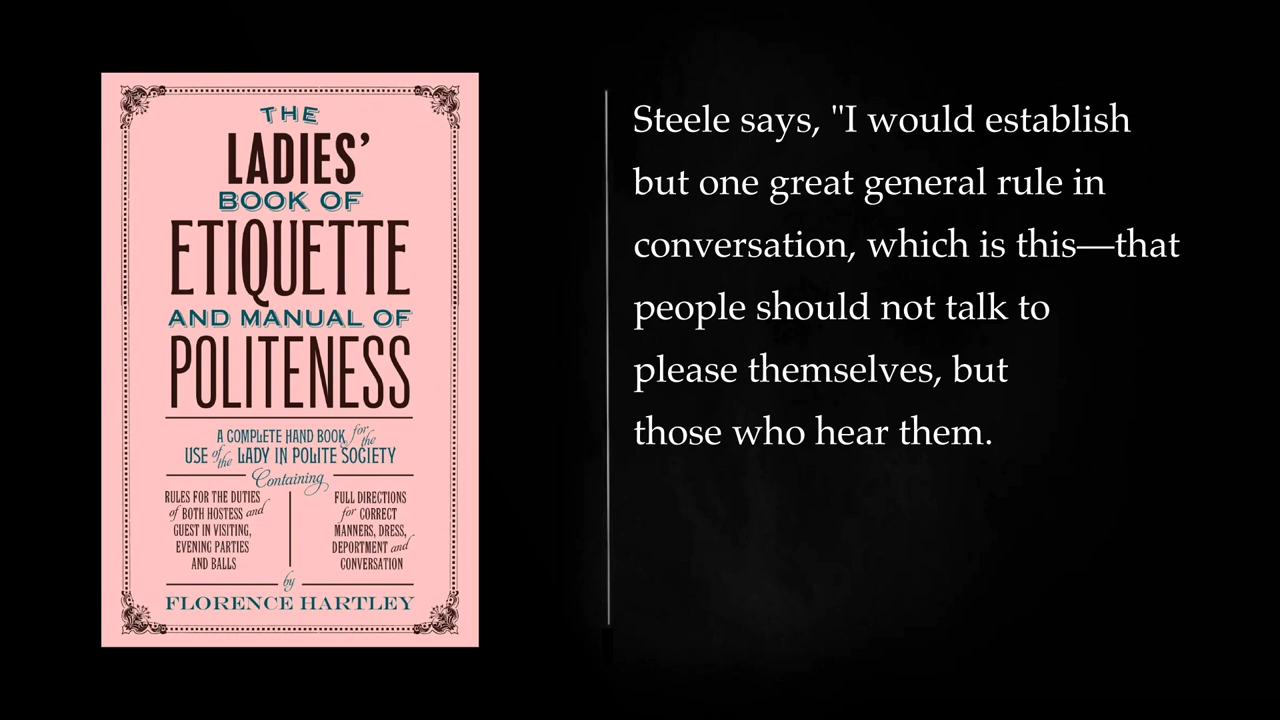 THE
LADIES’
BOOK OF
ETIQUETTE
AND MANUAL OF
POLITENESS
A COMPLETE HAND BOOK for the
USE of the LADY IN POLITE SOCIETY
Containing
RULES FOR THE DUTIES
of BOTH HOSTESS and
GUEST IN VISITING,
EVENING PARTIES
AND BALLS
FULL DIRECTIONS
for CORRECT
MANNERS, DRESS,
DEPORTMENT and
CONVERSATION
by
FLORENCE HARTLEY
Steele says, "I would establish
but one great general rule in
conversation, which is this—that
people should not talk to
please themselves, but
those who hear them.